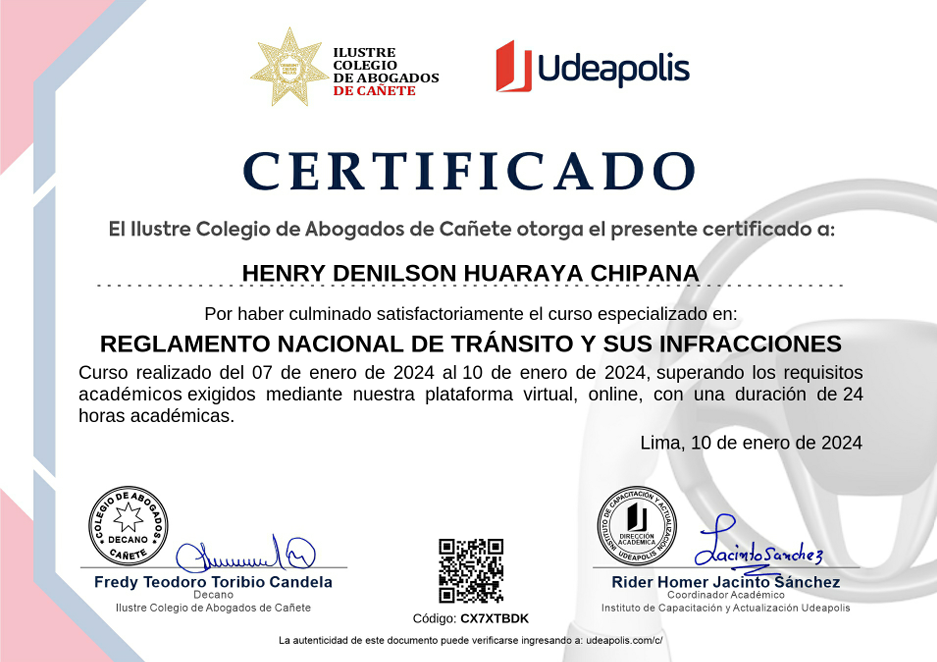 ILUSTRE
COLEGIO
DE ABOGADOS
DE CAÑETE
Udeapolis
CERTIFICADO
El Ilustre Colegio de Abogados de Cañete otorga el presente certificado a:
HENRY DENILSON HUARAYA CHIPANA
Por haber culminado satisfactoriamente el curso especializado en:
REGLAMENTO NACIONAL DE TRÁNSITO Y SUS INFRACCIONES
Curso realizado del 07 de enero de 2024 al 10 de enero de 2024, superando los requisitos
académicos exigidos mediante nuestra plataforma virtual, online, con una duración de 24
horas académicas.
Lima, 10 de enero de 2024
COLEGIO DE ABOGADOS
DECANO
CAÑETE
INSTITUTO DE CAPACITACIÓN Y ACTUALIZACIÓN
DIRECCIÓN
ACADÉMICA
UDEAPOLIS
Jacinto Sanchez
Fredy Teodoro Toribio Candela
Decano
Ilustre Colegio de Abogados de Cañete
Rider Homer Jacinto Sánchez
Coordinador Académico
Instituto de Capacitación y Actualización Udeapolis
Código: CX7XTBDK
La autenticidad de este documento puede verificarse ingresando a: udeapolis.com/c/